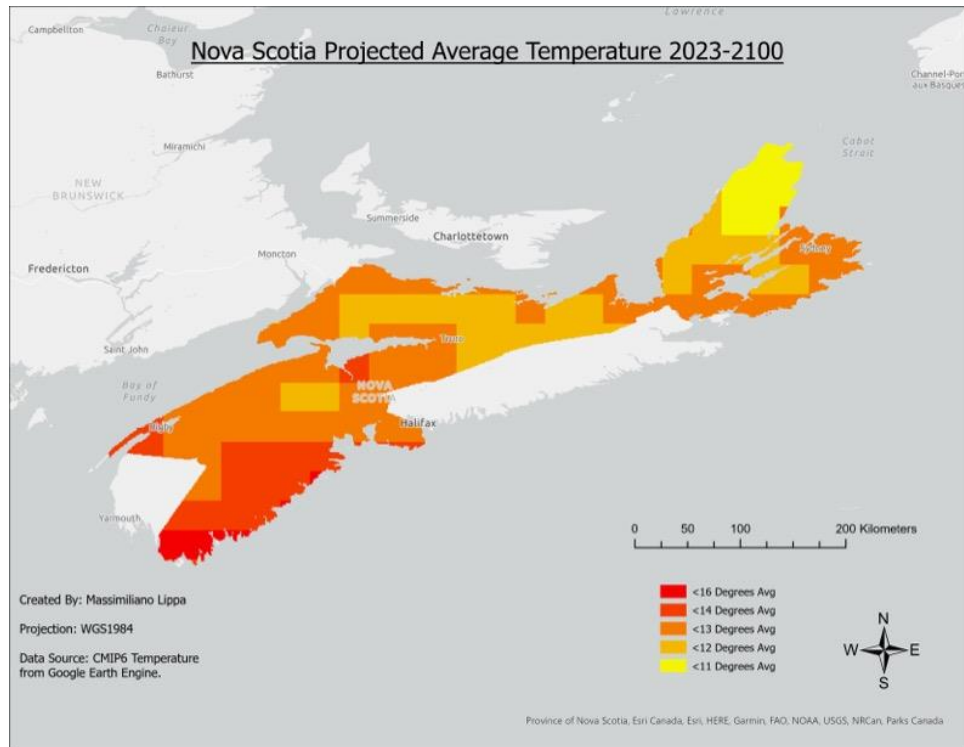 Lawrence
Campbellton
Chaleur
Bay
Nova Scotia Projected Average Temperature 2023-2100
Bathurst
Channel-Por
aux Basques
Miramichi
Cabot
Strait
NEW
BRUNSWICK
Summerside
Charlottetown
Sydney
Moncton
Fredericton
Truro
Saint John
Bay of
Fundy
NOVA
SCOTIA
Digby
Halifax
Yarmouth
0 50 100 200 Kilometers
<16 Degrees Avg
<14 Degrees Avg
<13 Degrees Avg
<12 Degrees Avg
<11 Degrees Avg
N
W E
S
Created By: Massimiliano Lippa
Projection: WGS1984
Data Source: CMIP6 Temperature
from Google Earth Engine.
Province of Nova Scotia, Esri Canada, Esri, HERE, Garmin, FAO, NOAA, USGS, NRCan, Parks Canada